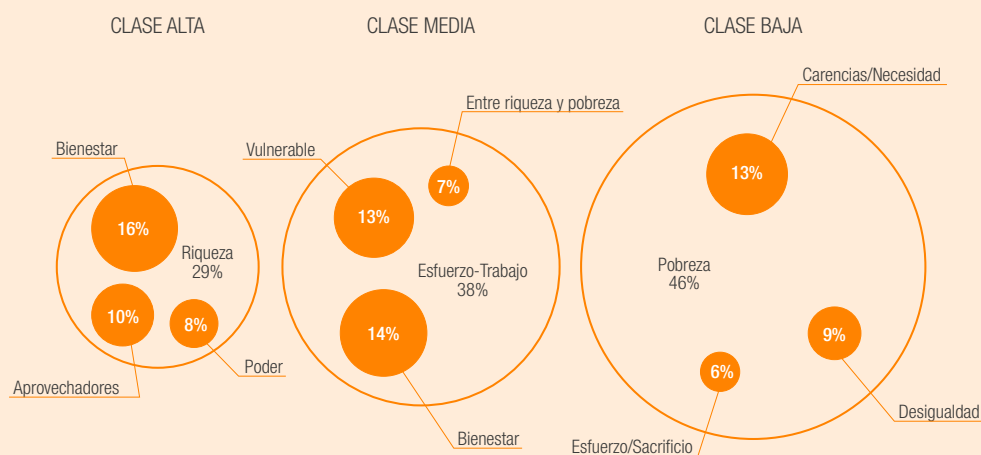 CLASE ALTA
Bienestar
16%
Riqueza
29%
10%
8%
Aprovechadores
Poder
CLASE MEDIA
Entre riqueza y pobreza
Vulnerable
7%
13%
Esfuerzo-Trabajo
38%
14%
Bienestar
CLASE BAJA
Carencias/Necesidad
13%
Pobreza
46%
9%
6%
Desigualdad
Esfuerzo/Sacrificio